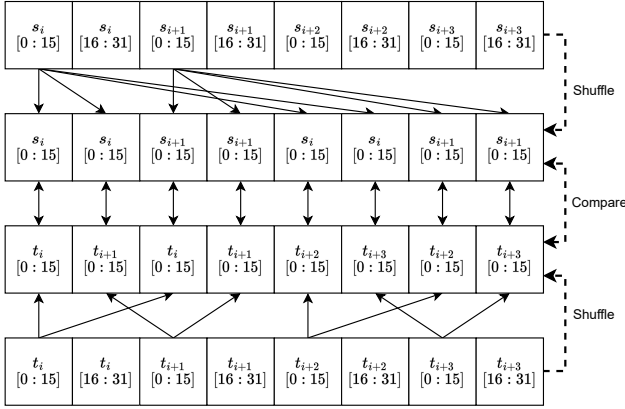 s_i s_i s_{i+1} s_{i+1} s_{i+2} s_{i+2} s_{i+3} s_{i+3}
[0 : 15] [16 : 31] [0 : 15] [16 : 31] [0 : 15] [16 : 31] [0 : 15] [16 : 31]
Shuffle
s_i s_i s_{i+1} s_{i+1} s_i s_i s_{i+1} s_{i+1}
[0 : 15] [0 : 15] [0 : 15] [0 : 15] [0 : 15] [0 : 15] [0 : 15] [0 : 15]
Compare
t_i t_{i+1} t_i t_{i+1} t_{i+2} t_{i+3} t_{i+2} t_{i+3}
[0 : 15] [0 : 15] [0 : 15] [0 : 15] [0 : 15] [0 : 15] [0 : 15] [0 : 15]
Shuffle
t_i t_i t_{i+1} t_{i+1} t_{i+2} t_{i+2} t_{i+3} t_{i+3}
[0 : 15] [16 : 31] [0 : 15] [16 : 31] [0 : 15] [16 : 31] [0 : 15] [16 : 31]